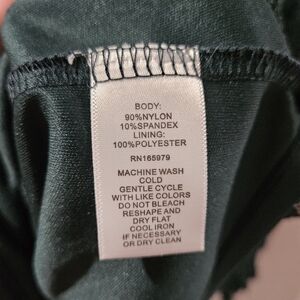 BODY:
90%NYLON
10%SPANDEX
LINING:
100%POLYESTER
RN165979
MACHINE WASH
COLD
GENTLE CYCLE
WITH LIKE COLORS
DO NOT BLEACH
RESHAPE AND
DRY FLAT
COOL IRON
IF NECESSARY
OR DRY CLEAN